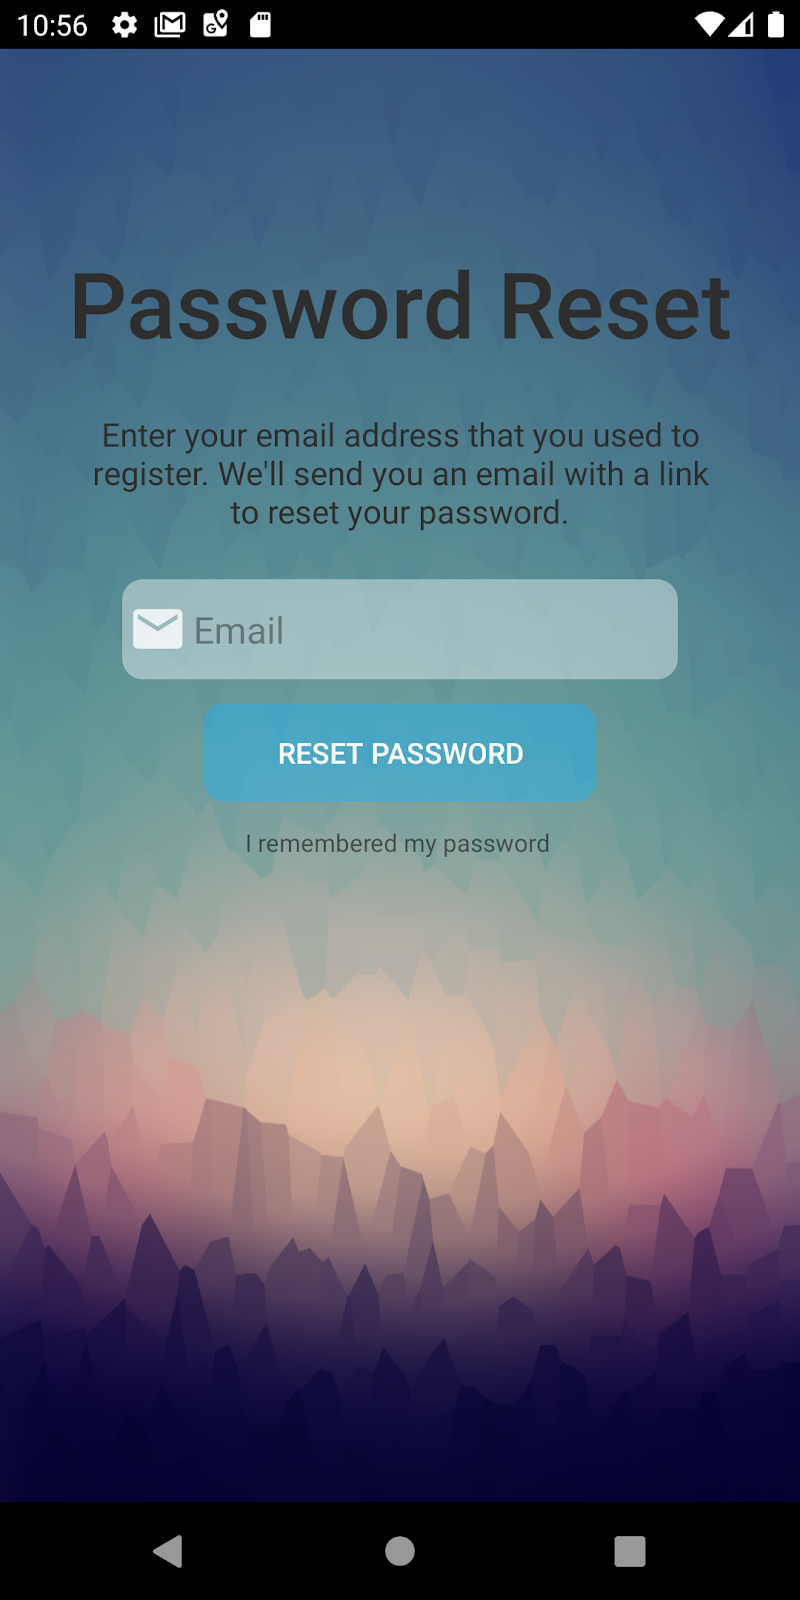 10:56
Password Reset
Enter your email address that you used to
register. We'll send you an email with a link
to reset your password.
Email
RESET PASSWORD
I remembered my password